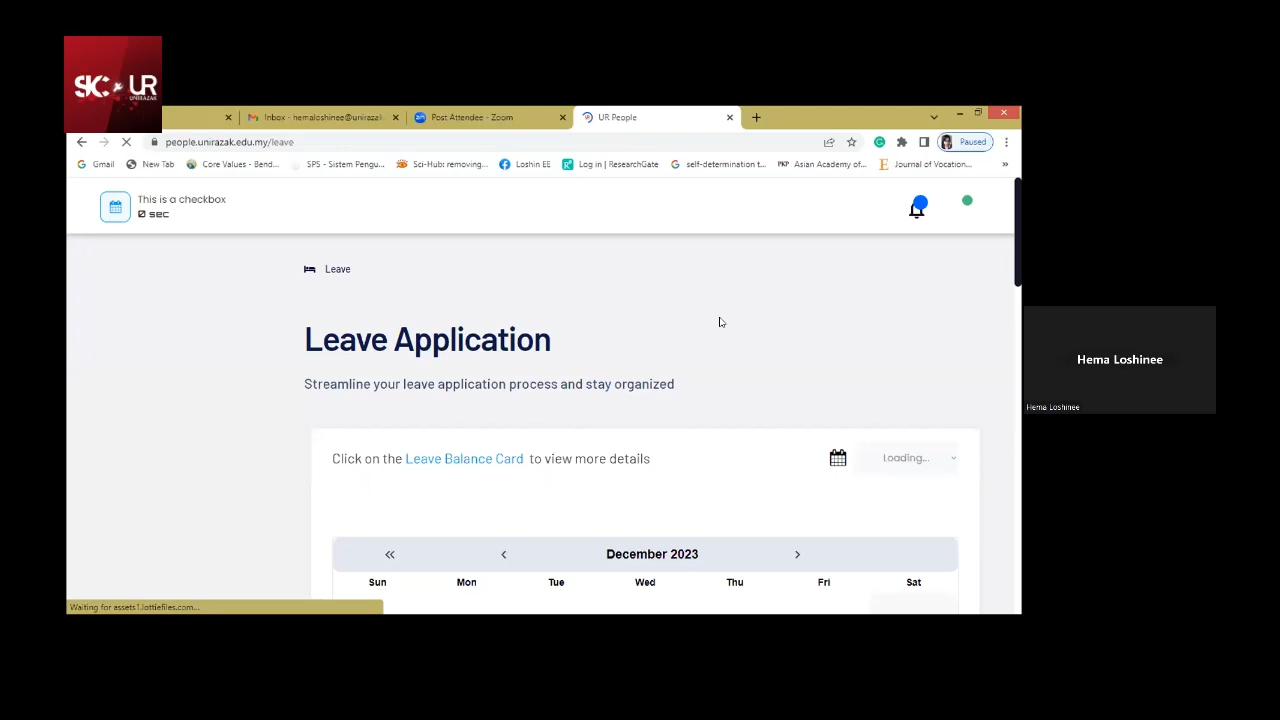 SIC UR
UNIRAZAK
Inbox - hemaloshinee@unirazak.
Post Attendee - Zoom
UR People
people.unirazak.edu.my/leave
Paused
Gmail
New Tab
Core Values - Bend...
SPS - Sistem Pengu...
Sci-Hub: removing...
Loshin EE
Log in | ResearchGate
self-determination t...
Asian Academy of...
Journal of Vocation...
This is a checkbox
0 sec
Leave
Leave Application
Streamline your leave application process and stay organized
Click on the Leave Balance Card to view more details
Loading...
December 2023
Sun Mon Tue Wed Thu Fri Sat
Waiting for assets1.lottiefiles.com...
Hema Loshinee
Hema Loshinee